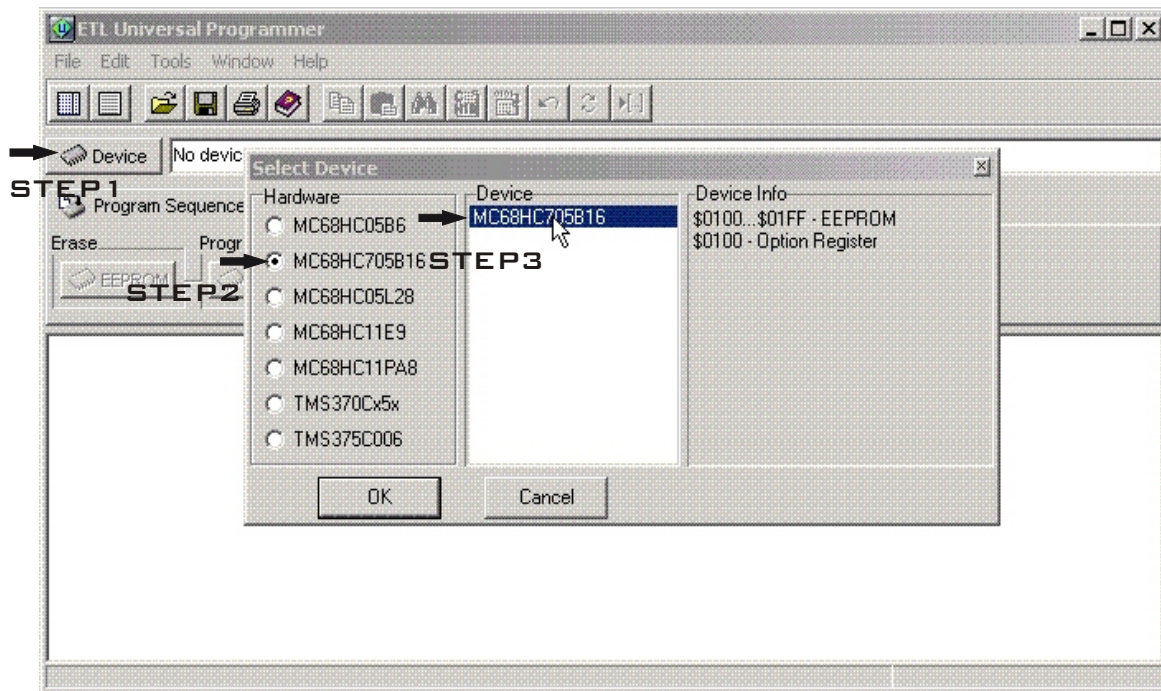 ETL Universal Programmer
File Edit Tools Window Help
Device No devic
STEP1
Program Sequence
Erase Progr
EEPROM
STEP2
Select Device
Hardware
MC68HC05B6
MC68HC705B16
MC68HC05L28
MC68HC11E9
MC68HC11PA8
TMS370Cx5x
TMS375C006
Device
MC68HC705B16
STEP3
Device Info
$0100...$01FF - EEPROM
$0100 - Option Register
OK Cancel